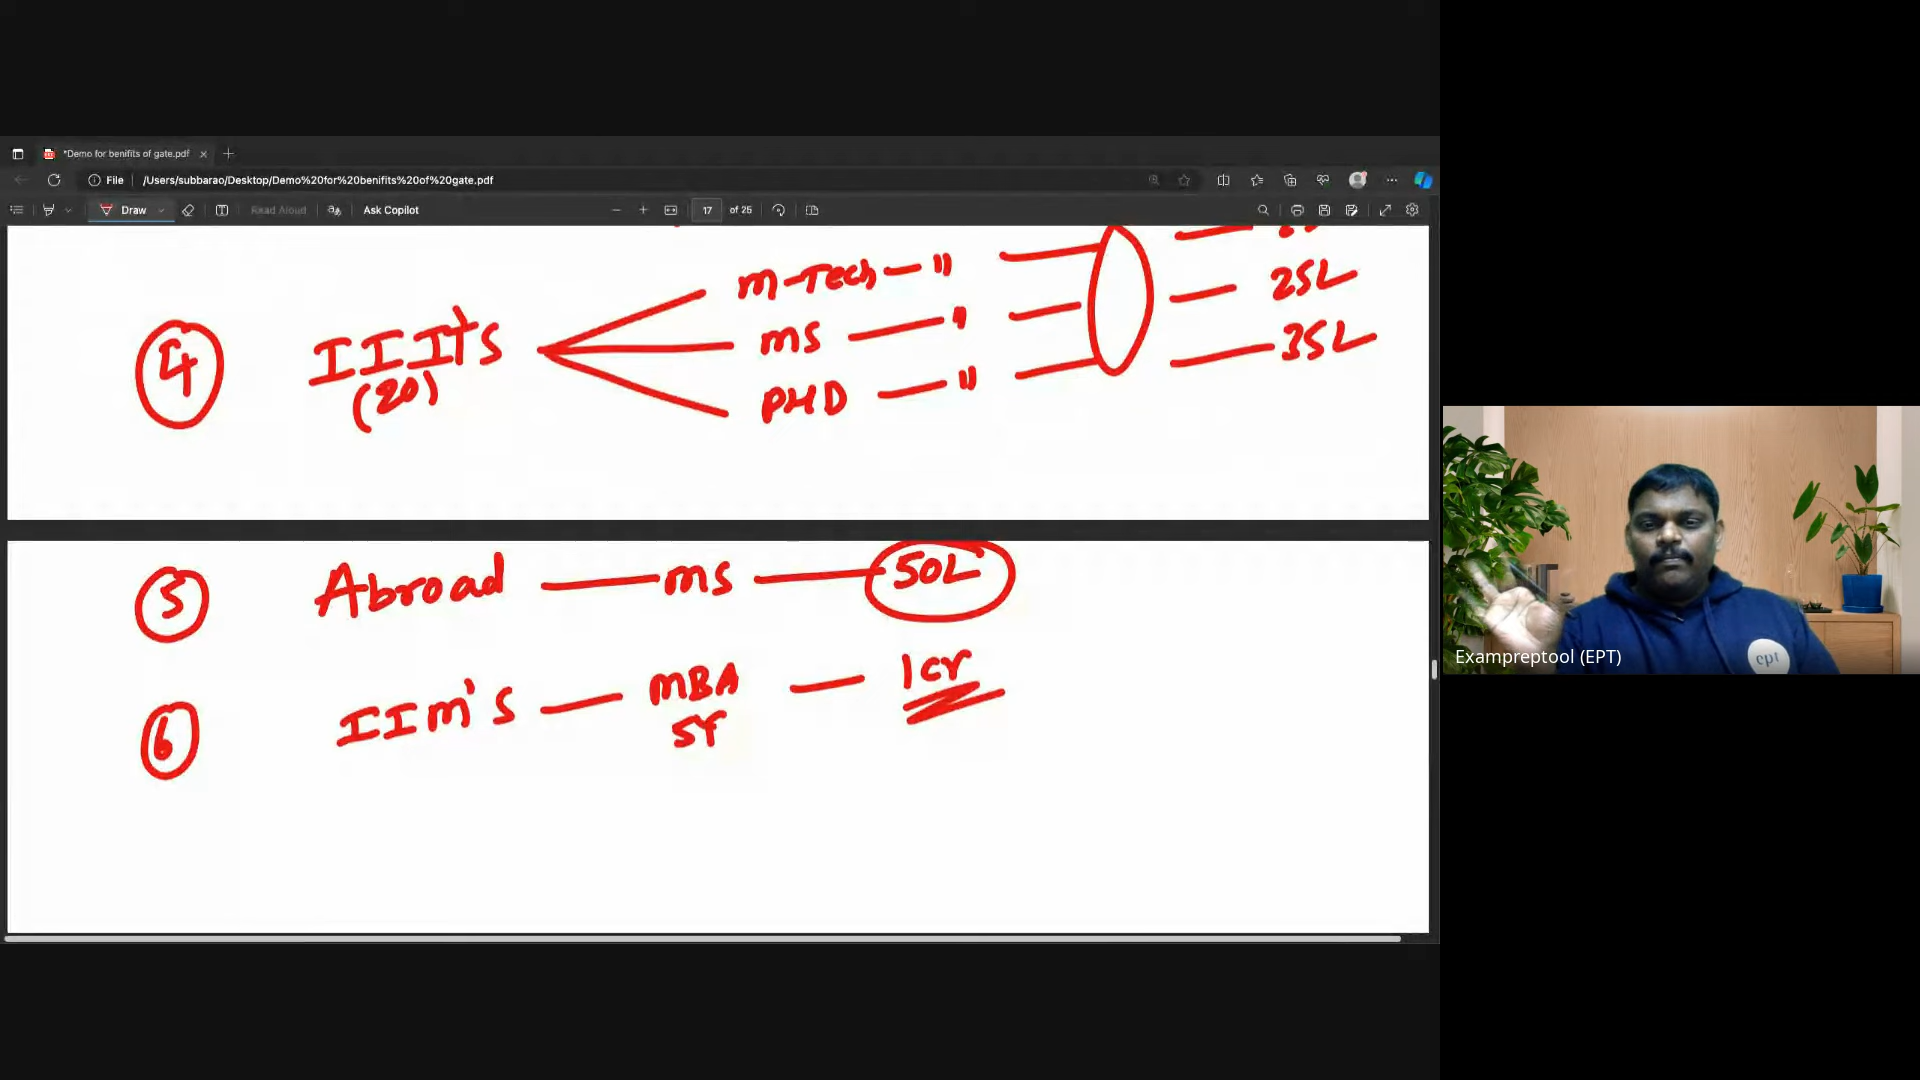 *Demo for benifits of gate.pdf
File /Users/subbarao/Desktop/Demo%20for%20benifits%20of%20gate.pdf
Draw Read Aloud Ask Copilot 17 of 25
M-Tech — "
25L
4 IIITS MS — "
35L
(20)
PHD — "
5 Abroad — MS — 50L
6 IIM'S — MBA — 1cr
5Y
ept
Exampreptool (EPT)